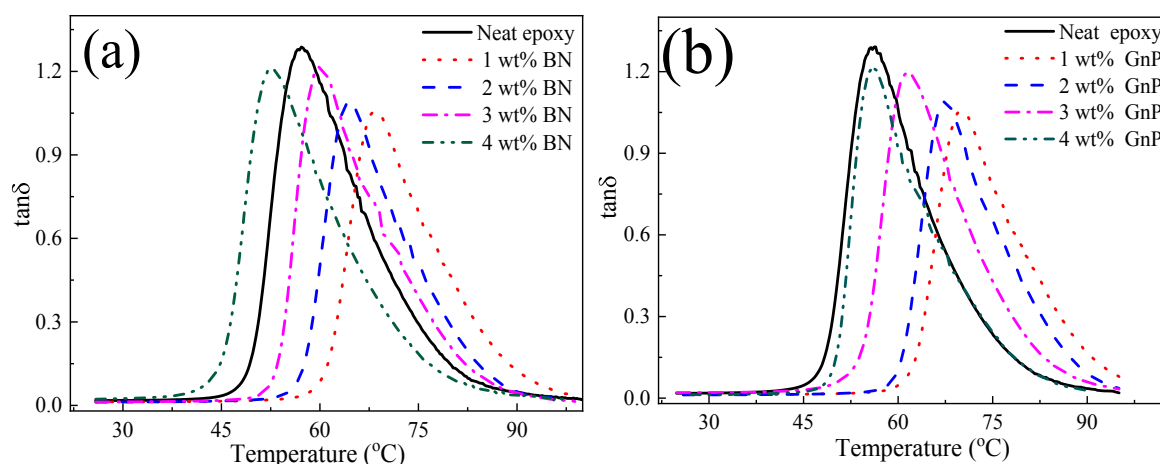 (a)
Neat epoxy
1 wt% BN
2 wt% BN
3 wt% BN
4 wt% BN
1.2
0.9
0.6
0.3
0.0
tanδ
30 45 60 75 90
Temperature (°C)
(b)
Neat epoxy
1 wt% GnP
2 wt% GnP
3 wt% GnP
4 wt% GnP
1.2
0.9
0.6
0.3
0.0
tanδ
30 45 60 75 90
Temperature (°C)